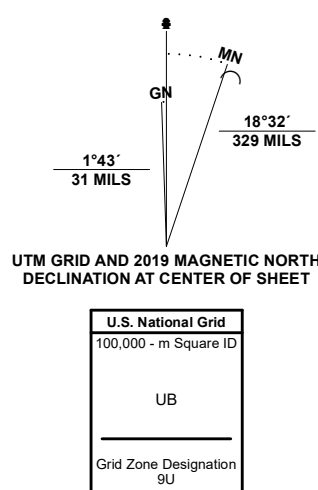 MN
GN
18°32´
329 MILS
1°43´
31 MILS
UTM GRID AND 2019 MAGNETIC NORTH
DECLINATION AT CENTER OF SHEET
U.S. National Grid
100,000 - m Square ID
UB
Grid Zone Designation
9U